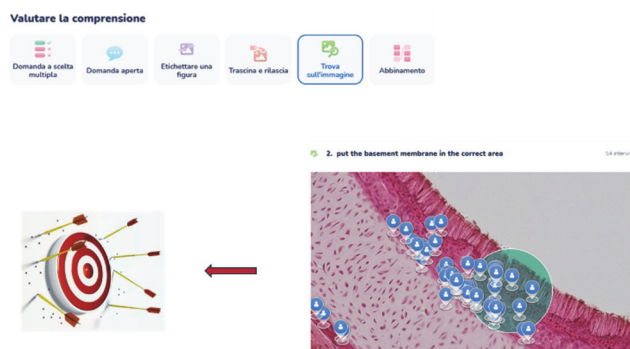 Valutare la comprensione
Domanda a scelta
multipla
Domanda aperta
Etichettare una
figura
Trascina e rilascia
Trova
sull'immagine
Abbinamento
2. put the basement membrane in the correct area